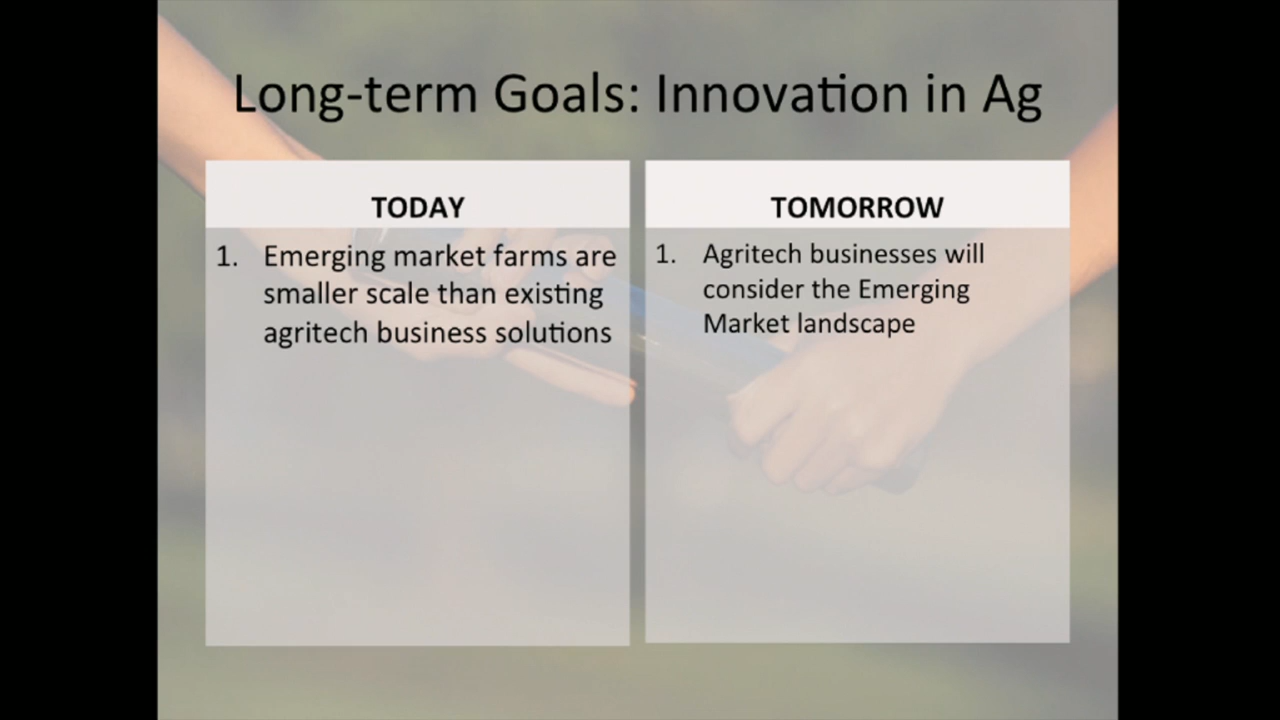 Long-term Goals: Innovation in Ag
TODAY
1. Emerging market farms are
smaller scale than existing
agritech business solutions
TOMORROW
1. Agritech businesses will
consider the Emerging
Market landscape